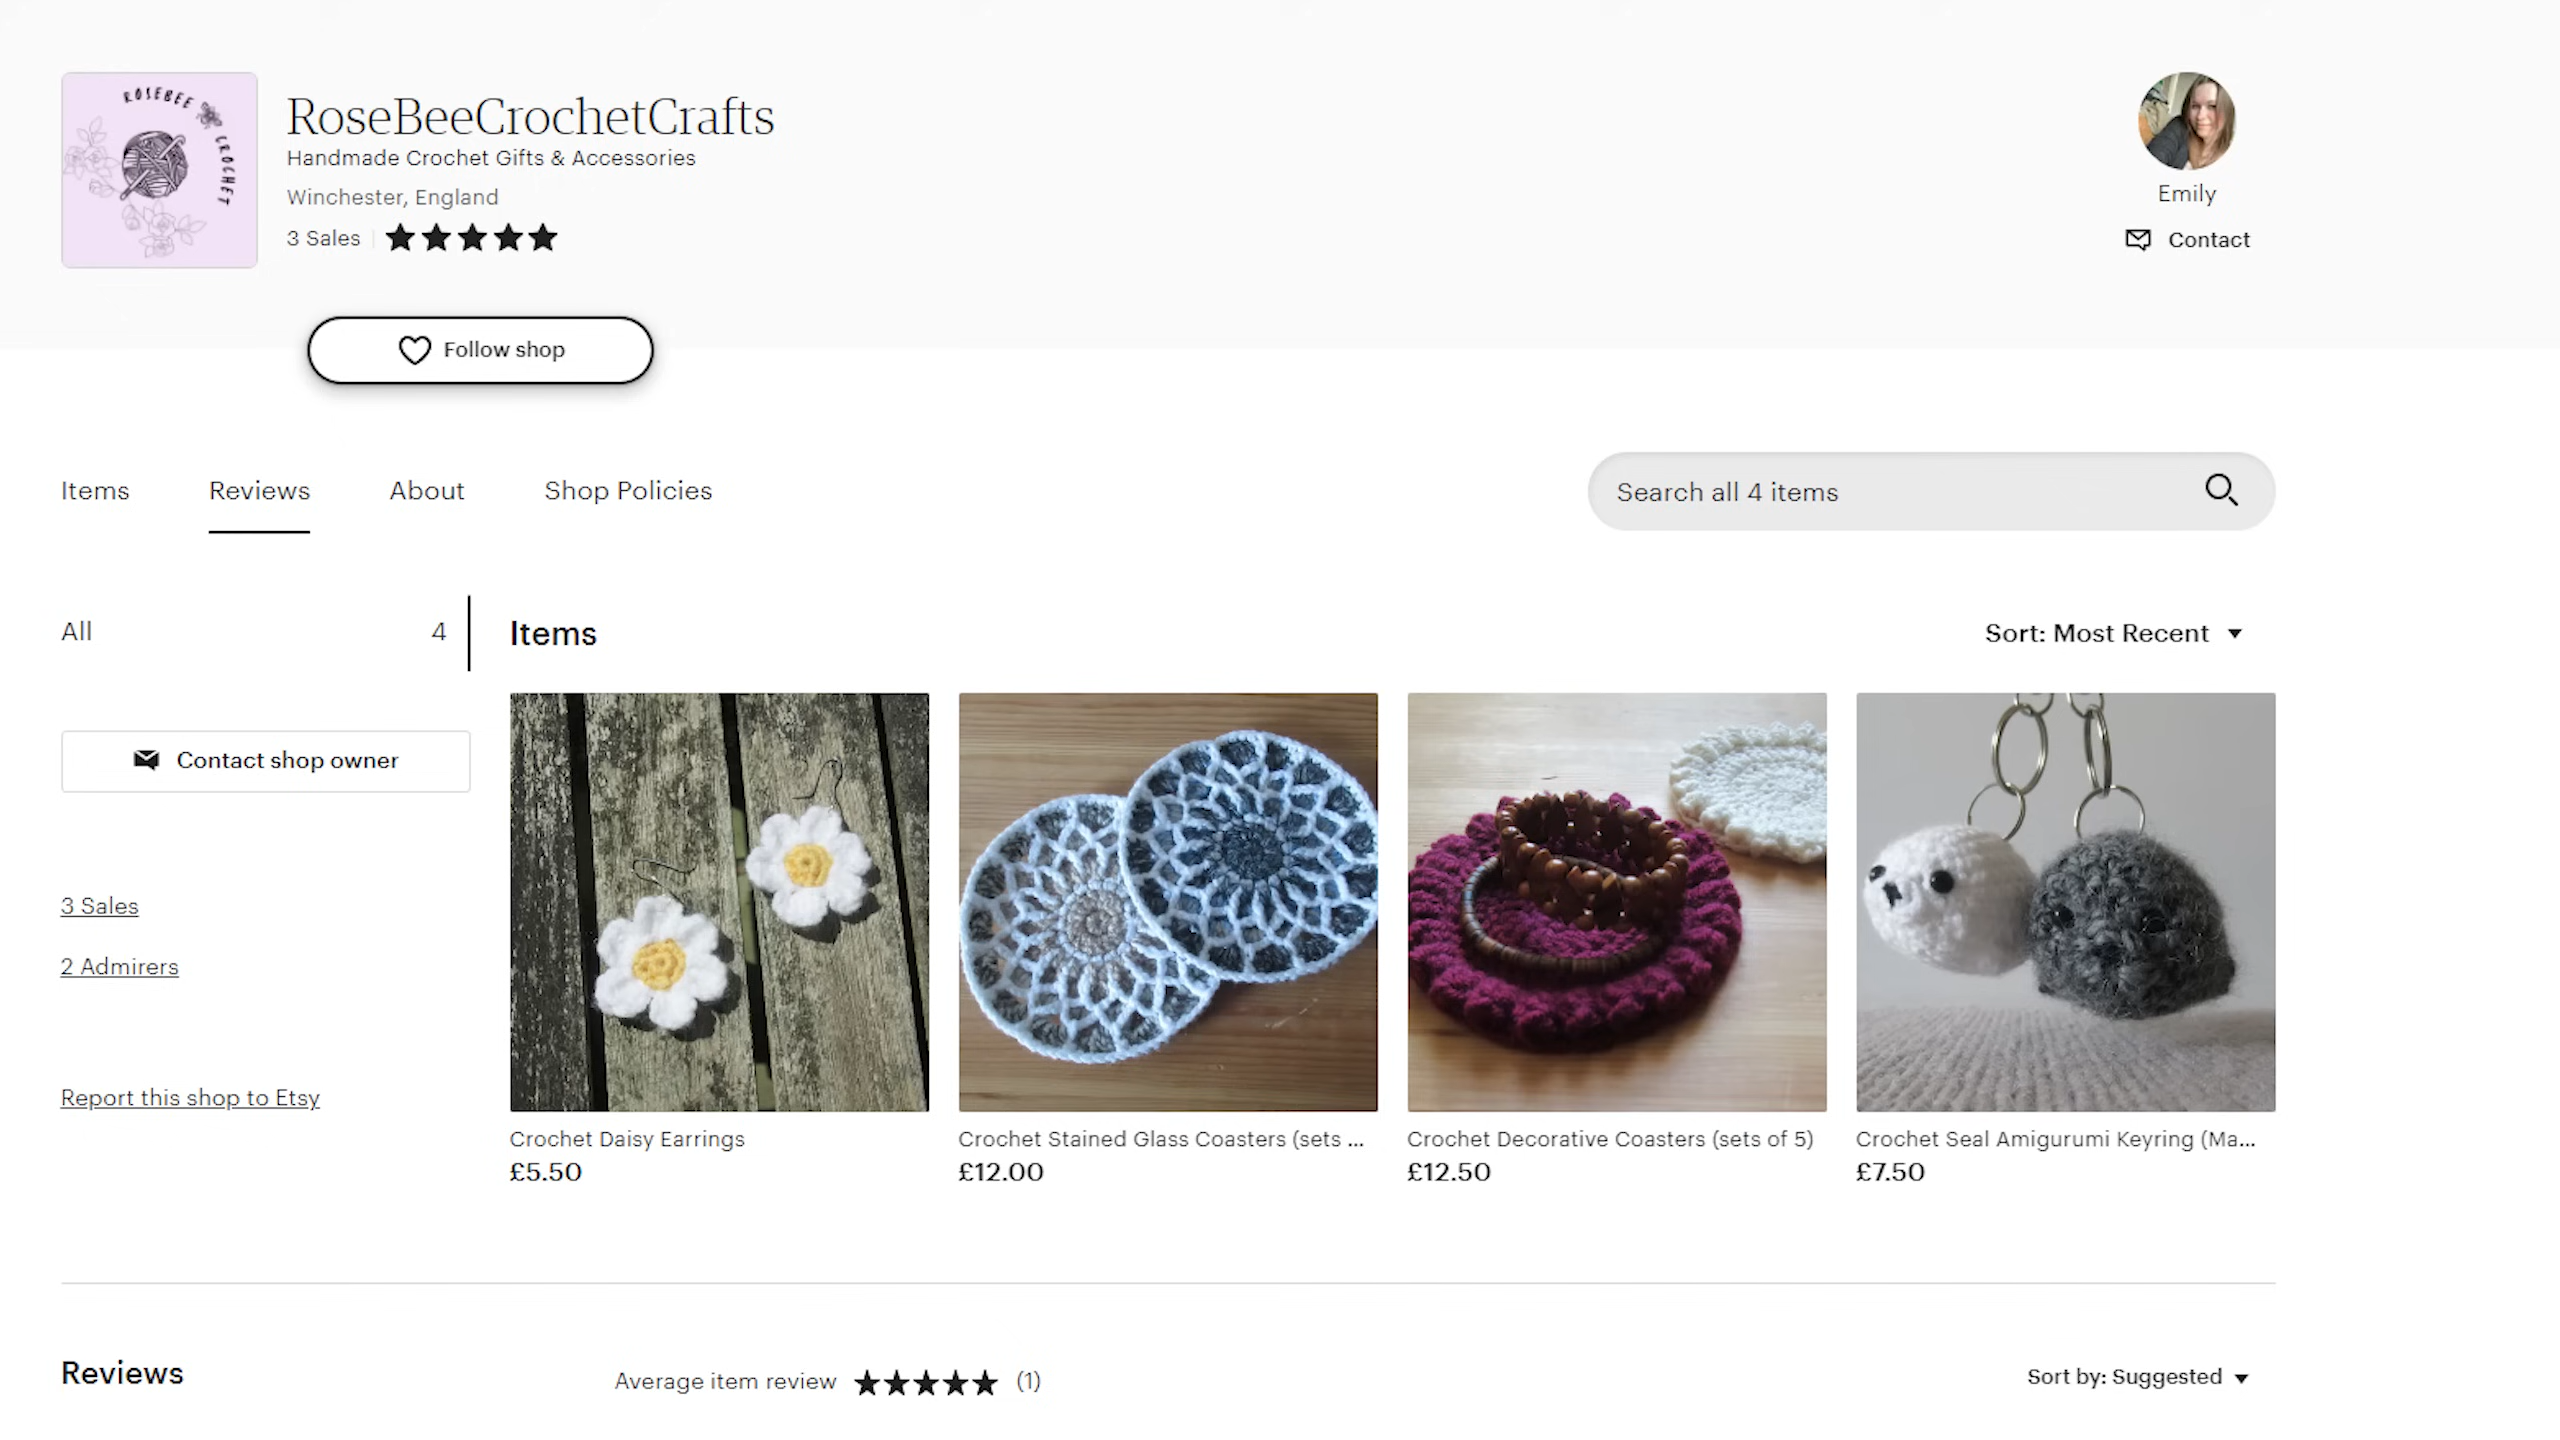 ROSEBEE CROCHET
RoseBeeCrochetCrafts
Handmade Crochet Gifts & Accessories
Winchester, England
3 Sales
Emily
Contact
Follow shop
Items
Reviews
About
Shop Policies
Search all 4 items
All 4
Items
Sort: Most Recent
Contact shop owner
3 Sales
2 Admirers
Report this shop to Etsy
Crochet Daisy Earrings
£5.50
Crochet Stained Glass Coasters (sets ...
£12.00
Crochet Decorative Coasters (sets of 5)
£12.50
Crochet Seal Amigurumi Keyring (Ma...
£7.50
Reviews
Average item review (1)
Sort by: Suggested